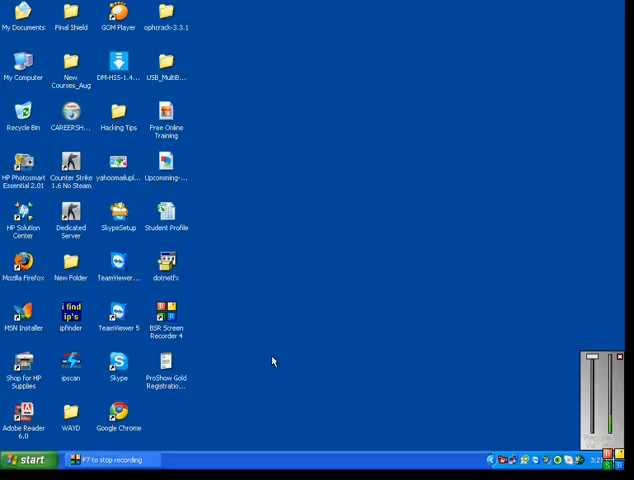 My Documents
Final Shield
GOM Player
ophcrack-3.3.1
My Computer
New
Courses_Aug
DM-HSS-1.4...
USB_MultiB...
Recycle Bin
CAREERSH...
Hacking Tips
Free Online
Training
HP Photosmart
Essential 2.01
Counter Strike
1.6 No Steam
yahoomailupl...
Upcomming-...
HP Solution
Center
Dedicated
Server
SkypeSetup
Student Profile
Mozilla Firefox
New Folder
TeamViewer...
dotnetfx
i find
ip's
MSN Installer
ipfinder
TeamViewer 5
BSR Screen
Recorder 4
Shop for HP
Supplies
ipscan
Skype
ProShow Gold
Registratio...
Adobe Reader
6.0
WAYD
Google Chrome
start
F7 to stop recording